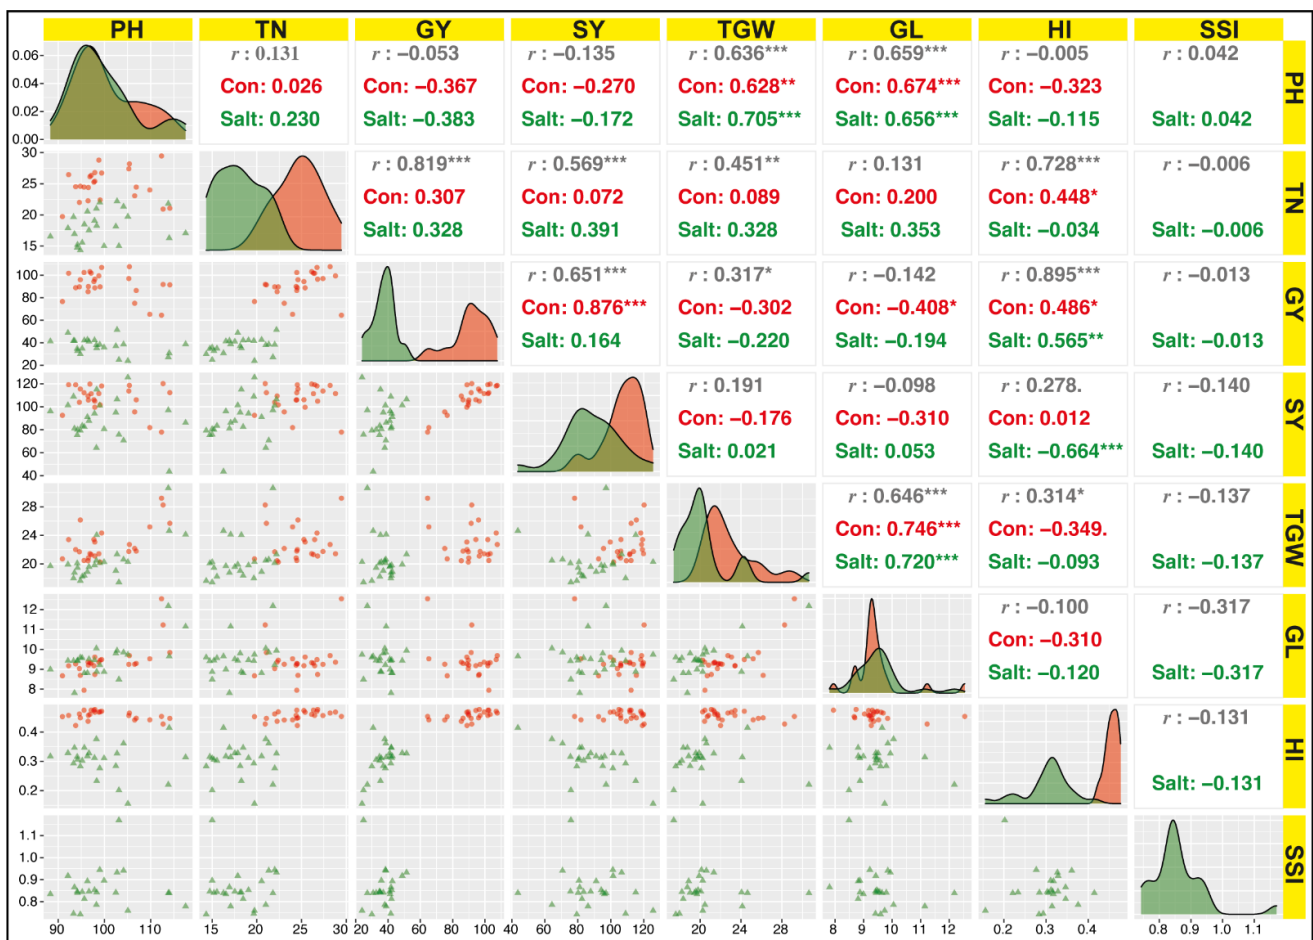 PH TN GY SY TGW GL HI SSI
0.06
0.04
0.02
0.00
r : 0.131
Con: 0.026
Salt: 0.230
r : −0.053
Con: −0.367
Salt: −0.383
r : −0.135
Con: −0.270
Salt: −0.172
r : 0.636***
Con: 0.628**
Salt: 0.705***
r : 0.659***
Con: 0.674***
Salt: 0.656***
r : −0.005
Con: −0.323
Salt: −0.115
r : 0.042
Salt: 0.042
PH
30
25
20
15
r : 0.819***
Con: 0.307
Salt: 0.328
r : 0.569***
Con: 0.072
Salt: 0.391
r : 0.451**
Con: 0.089
Salt: 0.328
r : 0.131
Con: 0.200
Salt: 0.353
r : 0.728***
Con: 0.448*
Salt: −0.034
r : −0.006
Salt: −0.006
TN
100
80
60
40
20
r : 0.651***
Con: 0.876***
Salt: 0.164
r : 0.317*
Con: −0.302
Salt: −0.220
r : −0.142
Con: −0.408*
Salt: −0.194
r : 0.895***
Con: 0.486*
Salt: 0.565**
r : −0.013
Salt: −0.013
GY
120
100
80
60
40
r : 0.191
Con: −0.176
Salt: 0.021
r : −0.098
Con: −0.310
Salt: 0.053
r : 0.278.
Con: 0.012
Salt: −0.664***
r : −0.140
Salt: −0.140
SY
28
24
20
r : 0.646***
Con: 0.746***
Salt: 0.720***
r : 0.314*
Con: −0.349.
Salt: −0.093
r : −0.137
Salt: −0.137
TGW
12
11
10
9
8
r : −0.100
Con: −0.310
Salt: −0.120
r : −0.317
Salt: −0.317
GL
0.4
0.3
0.2
r : −0.131
Salt: −0.131
HI
1.1
1.0
0.9
0.8
SSI
90 100 110 15 20 25 30 20 40 60 80 100 40 60 80 100 120 20 24 28 8 9 10 11 12 0.2 0.3 0.4 0.8 0.9 1.0 1.1